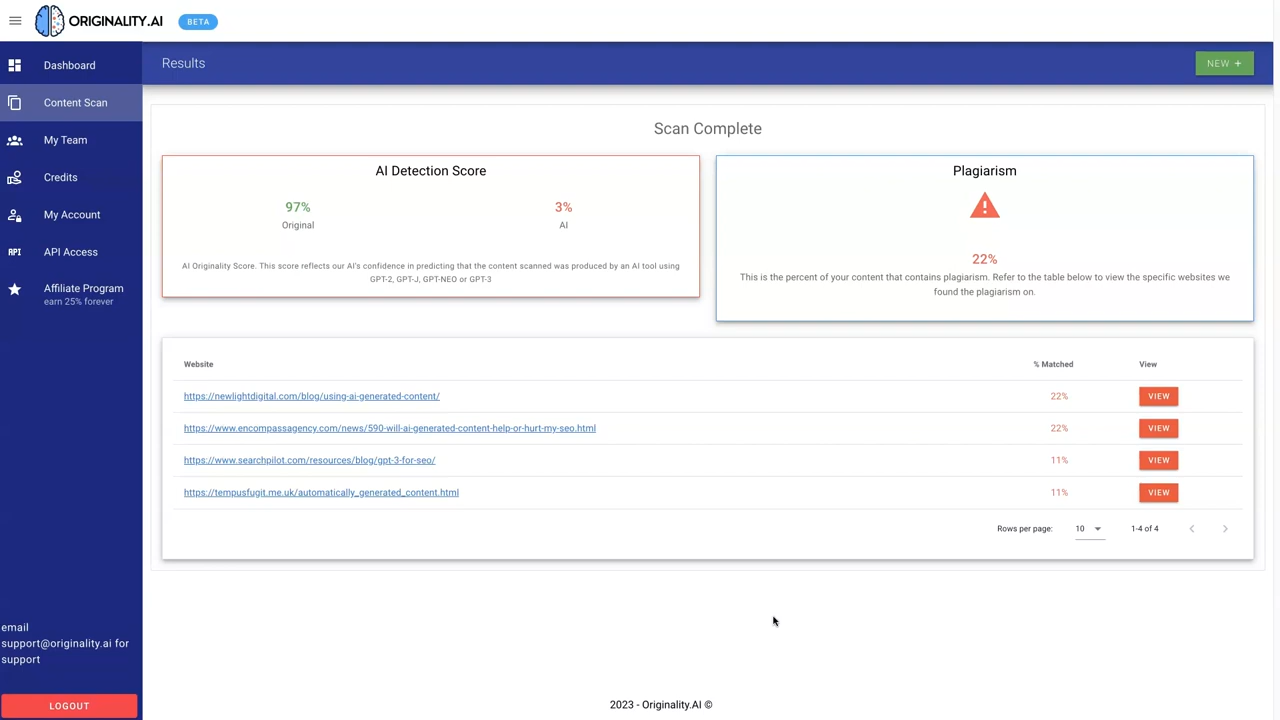 ORIGINALITY.AI
BETA
Dashboard
Content Scan
My Team
Credits
My Account
API
API Access
Affiliate Program
earn 25% forever
email
support@originality.ai for
support
LOGOUT
Results
NEW +
Scan Complete
AI Detection Score
97%
Original
3%
AI
AI Originality Score. This score reflects our AI's confidence in predicting that the content scanned was produced by an AI tool using
GPT-2, GPT-J, GPT-NEO or GPT-3
Plagiarism
22%
This is the percent of your content that contains plagiarism. Refer to the table below to view the specific websites we
found the plagiarism on.
Website % Matched View
https://newlightdigital.com/blog/using-ai-generated-content/ 22% VIEW
https://www.encompassagency.com/news/590-will-ai-generated-content-help-or-hurt-my-seo.html 22% VIEW
https://www.searchpilot.com/resources/blog/gpt-3-for-seo/ 11% VIEW
https://tempusfugit.me.uk/automatically_generated_content.html 11% VIEW
Rows per page: 10 1-4 of 4
2023 - Originality.AI ©